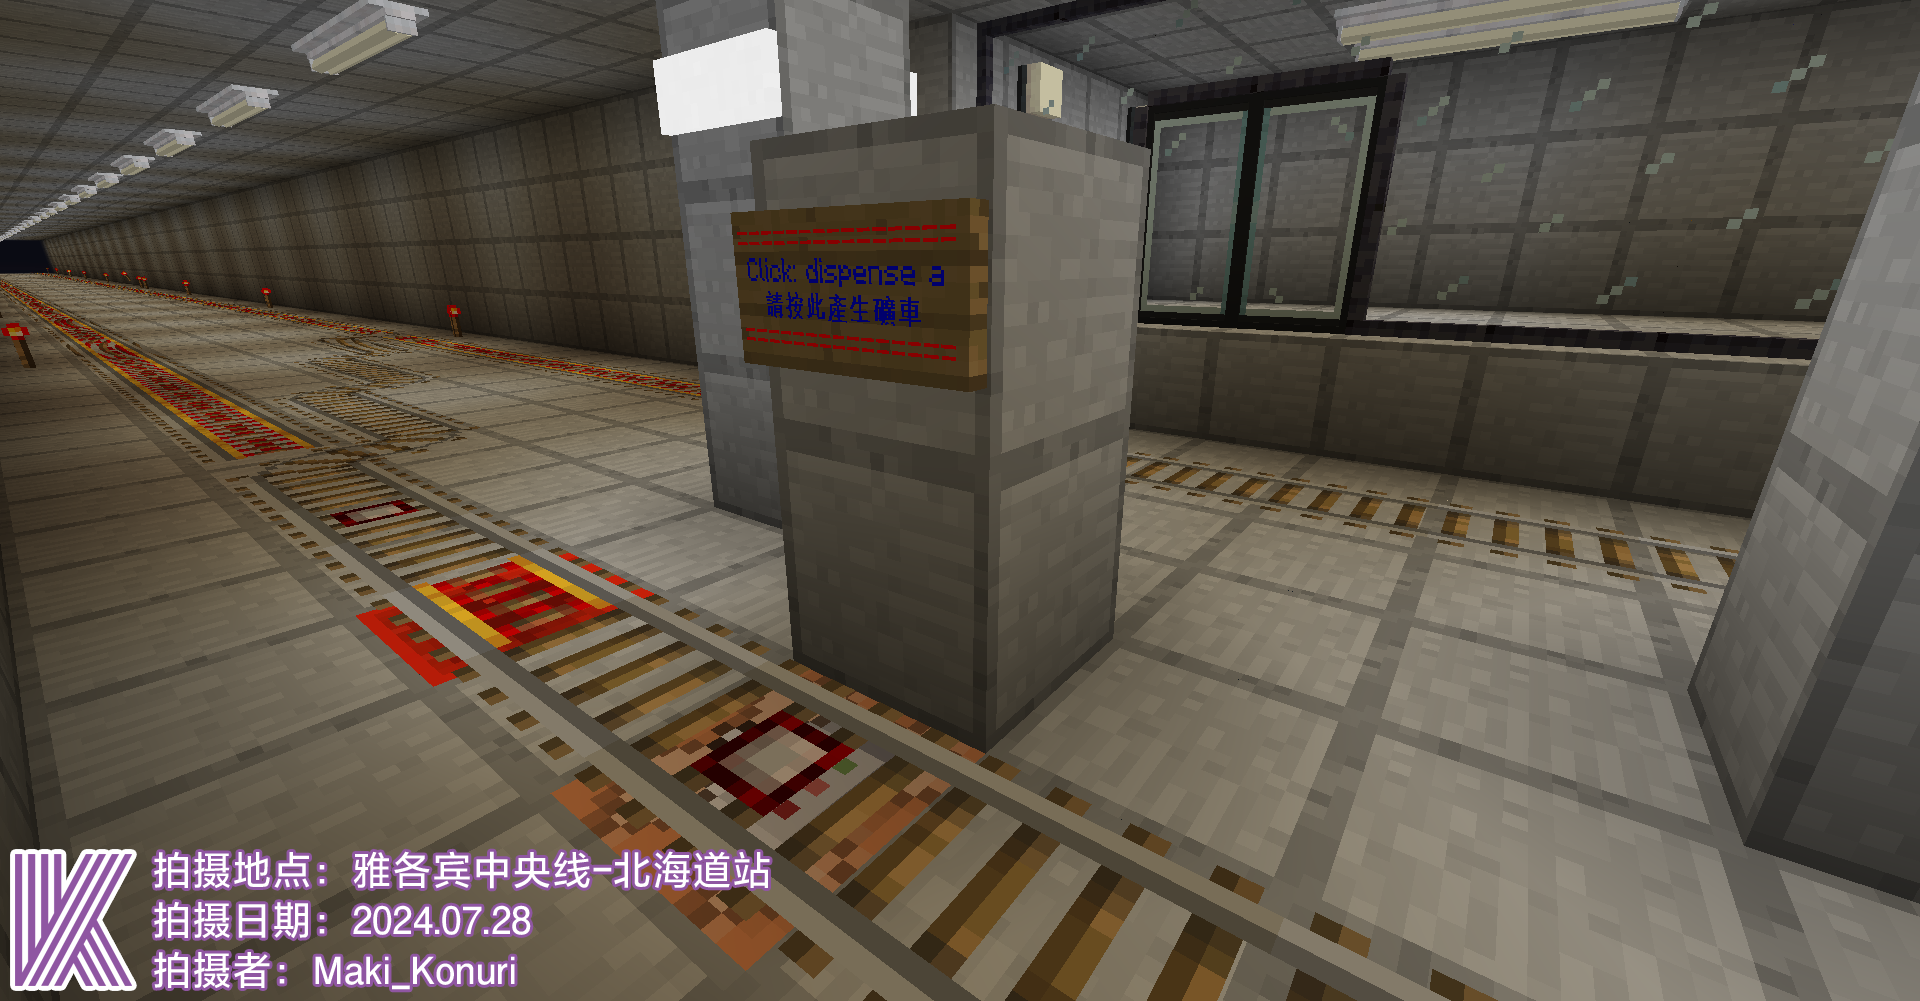 Click: dispense a
請按此產生礦車
拍摄地点：雅各宾中央线-北海道站
拍摄日期：2024.07.28
拍摄者：Maki_Konuri